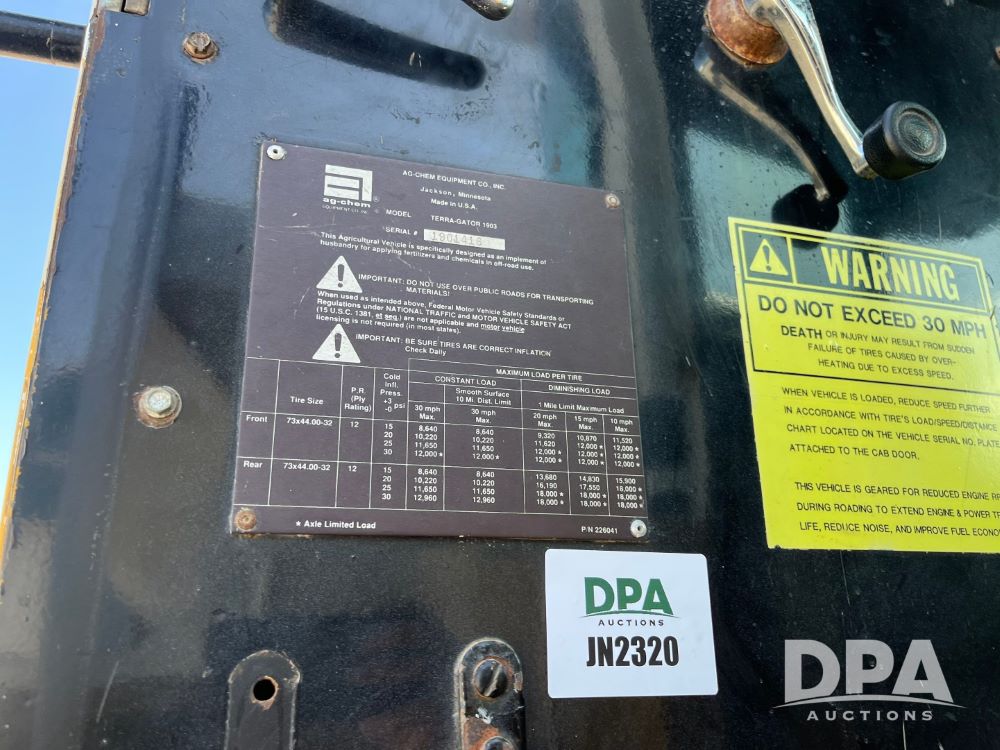 ag-chem
EQUIPMENT CO., INC.
AG-CHEM EQUIPMENT CO., INC.
Jackson, Minnesota
Made in U.S.A.
MODEL TERRA-GATOR 1903
SERIAL # 1901416
This Agricultural Vehicle is specifically designed as an implement of
husbandry for applying fertilizers and chemicals in off-road use.
IMPORTANT: DO NOT USE OVER PUBLIC ROADS FOR TRANSPORTING
MATERIALS!
When used as intended above, Federal Motor Vehicle Safety Standards or
Regulations under NATIONAL TRAFFIC and MOTOR VEHICLE SAFETY ACT
(15 U.S.C. 1381, et seq.) are not applicable and motor vehicle
licensing is not required (in most states).
IMPORTANT: BE SURE TIRES ARE CORRECT INFLATION
Check Daily
MAXIMUM LOAD PER TIRE
CONSTANT LOAD DIMINISHING LOAD
Tire Size P.R. (Ply Rating) Cold Infl. Press. +3 -0 psi Smooth Surface 10 Mi. Dist. Limit 1 Mile Limit Maximum Load
30 mph Max. 30 mph Max. 20 mph Max. 15 mph Max. 10 mph Max.
Front 73x44.00-32 12 15 8,640 8,640 9,320 10,870 11,520
20 10,220 10,220 11,620 12,000★ 12,000★
25 11,650 11,650 12,000★ 12,000★ 12,000★
30 12,000★ 12,000★ 12,000★ 12,000★ 12,000★
Rear 73x44.00-32 12 15 8,640 8,640 13,680 14,830 15,900
20 10,220 10,220 16,190 17,550 18,000★
25 11,650 11,650 18,000★ 18,000★ 18,000★
30 12,960 12,960 18,000★ 18,000★ 18,000★
★ Axle Limited Load P/N 226041
WARNING
DO NOT EXCEED 30 MPH
DEATH OR INJURY MAY RESULT FROM SUDDEN
FAILURE OF TIRES CAUSED BY OVER-
HEATING DUE TO EXCESS SPEED.
WHEN VEHICLE IS LOADED, REDUCE SPEED FURTHER
IN ACCORDANCE WITH TIRE'S LOAD/SPEED/DISTANCE
CHART LOCATED ON THE VEHICLE SERIAL NO. PLATE
ATTACHED TO THE CAB DOOR.
THIS VEHICLE IS GEARED FOR REDUCED ENGINE
DURING ROADING TO EXTEND ENGINE & POWER
LIFE, REDUCE NOISE, AND IMPROVE FUEL
DPA
AUCTIONS
JN2320
DPA
AUCTIONS